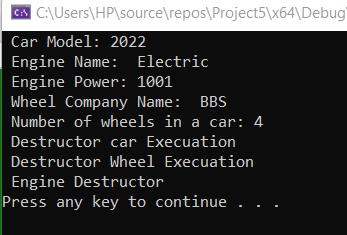 C:\Users\HP\source\repos\Project5\x64\Debug\
Car Model: 2022
Engine Name:  Electric
Engine Power: 1001
Wheel Company Name:  BBS
Number of wheels in a car: 4
Destructor car Execuation
Destructor Wheel Execuation
Engine Destructor
Press any key to continue . . .